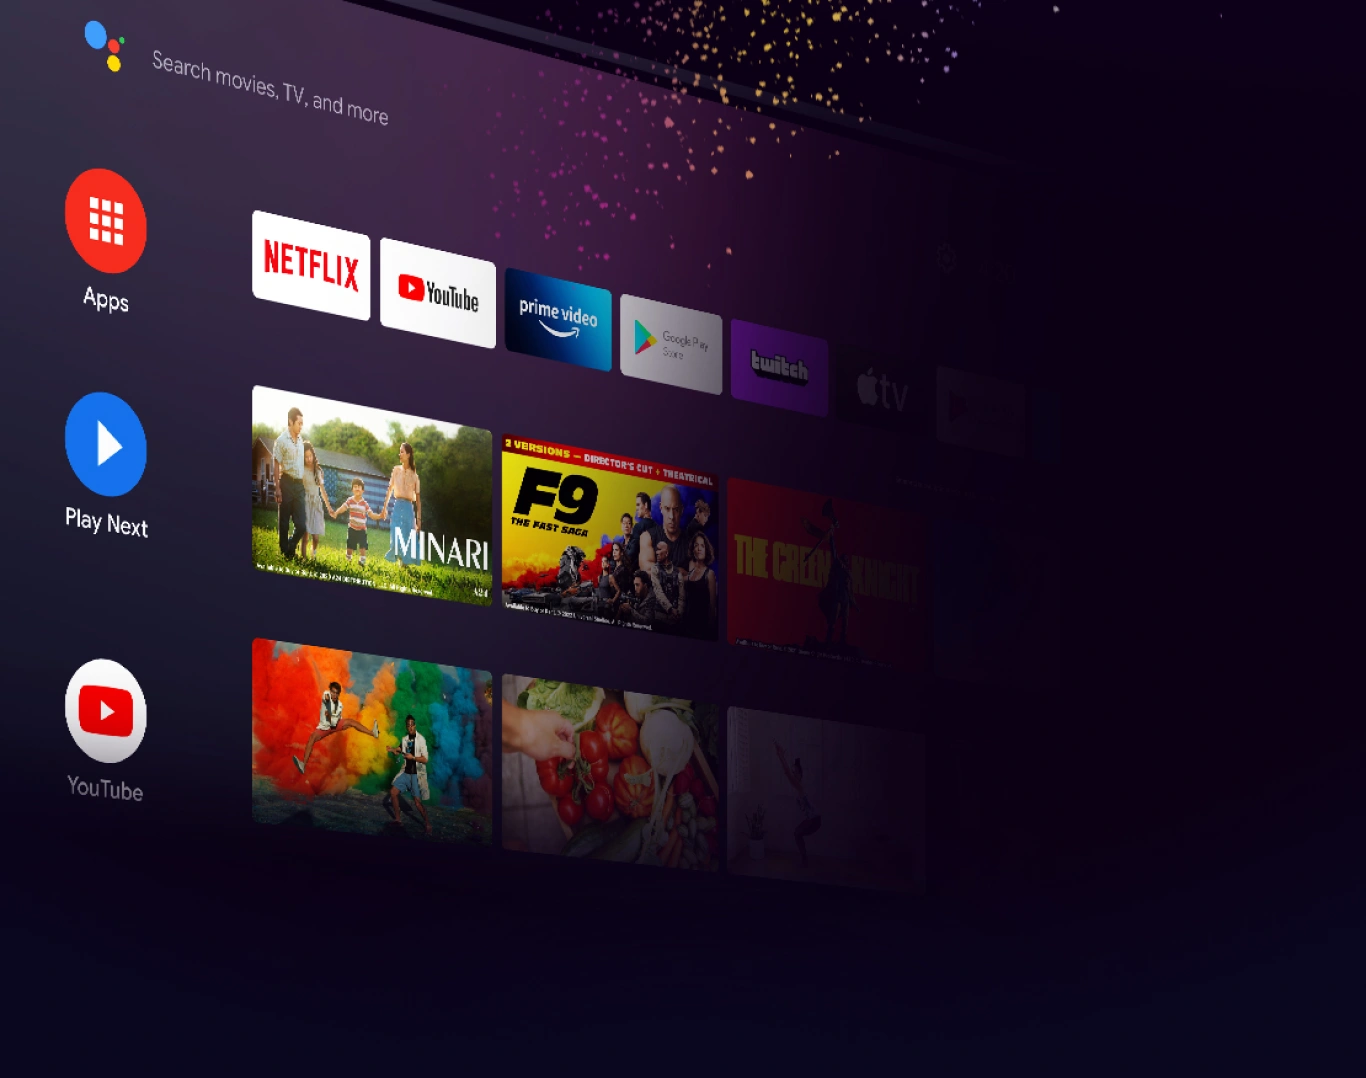 Search movies, TV, and more
Apps
NETFLIX
YouTube
prime video
Google Play
Store
twitch
tv
Play Next
MINARI
2 VERSIONS — DIRECTOR'S CUT + THEATRICAL
F9
THE FAST SAGA
THE GREEN KNIGHT
YouTube